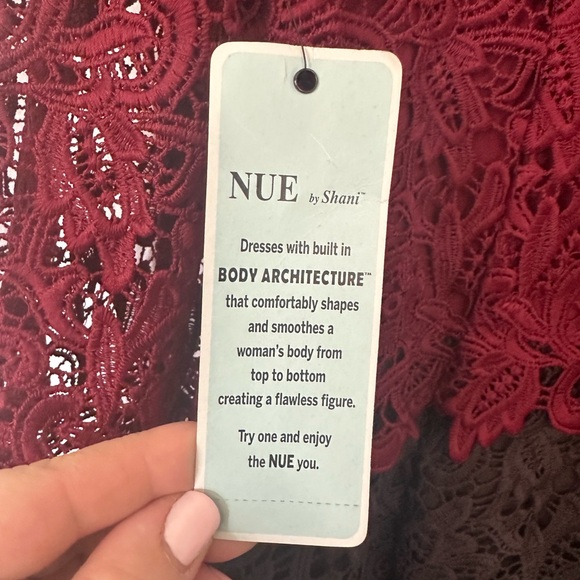 NUE by Shani™
Dresses with built in
BODY ARCHITECTURE™
that comfortably shapes
and smoothes a
woman's body from
top to bottom
creating a flawless figure.
Try one and enjoy
the NUE you.